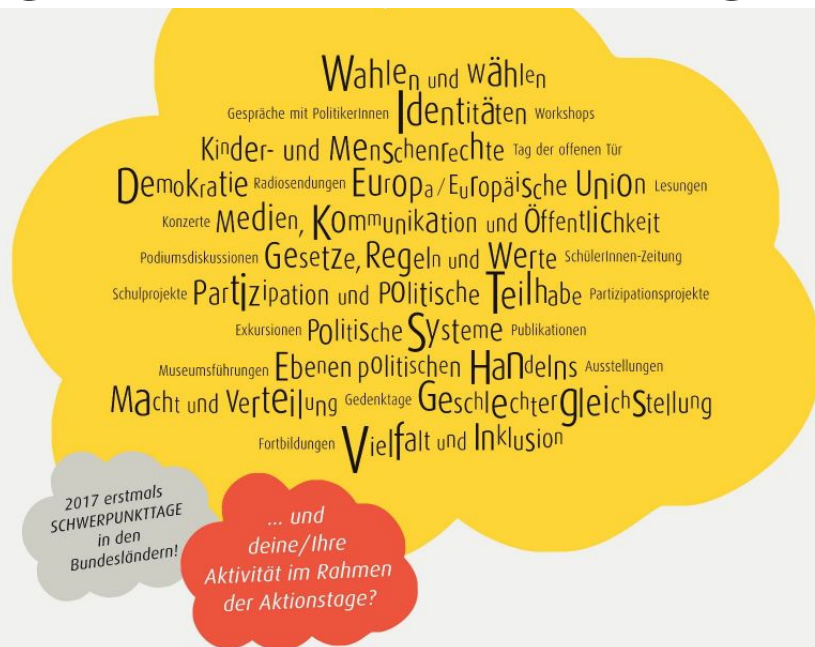 Wahlen und wählen
Gespräche mit PolitikerInnen Identitäten Workshops
Kinder- und Menschenrechte Tag der offenen Tür
Demokratie Radiosendungen Europa/Europäische Union Lesungen
Konzerte Medien, Kommunikation und Öffentlichkeit
Podiumsdiskussionen Gesetze, Regeln und Werte SchülerInnen-Zeitung
Schulprojekte Partizipation und politische Teilhabe Partizipationsprojekte
Exkursionen Politische Systeme Publikationen
Museumsführungen Ebenen politischen Handelns Ausstellungen
Macht und Verteilung Gedenktage Geschlechtergleichstellung
Fortbildungen Vielfalt und Inklusion
2017 erstmals
SCHWERPUNKTTAGE
in den
Bundesländern!
... und
deine/Ihre
Aktivität im Rahmen
der Aktionstage?